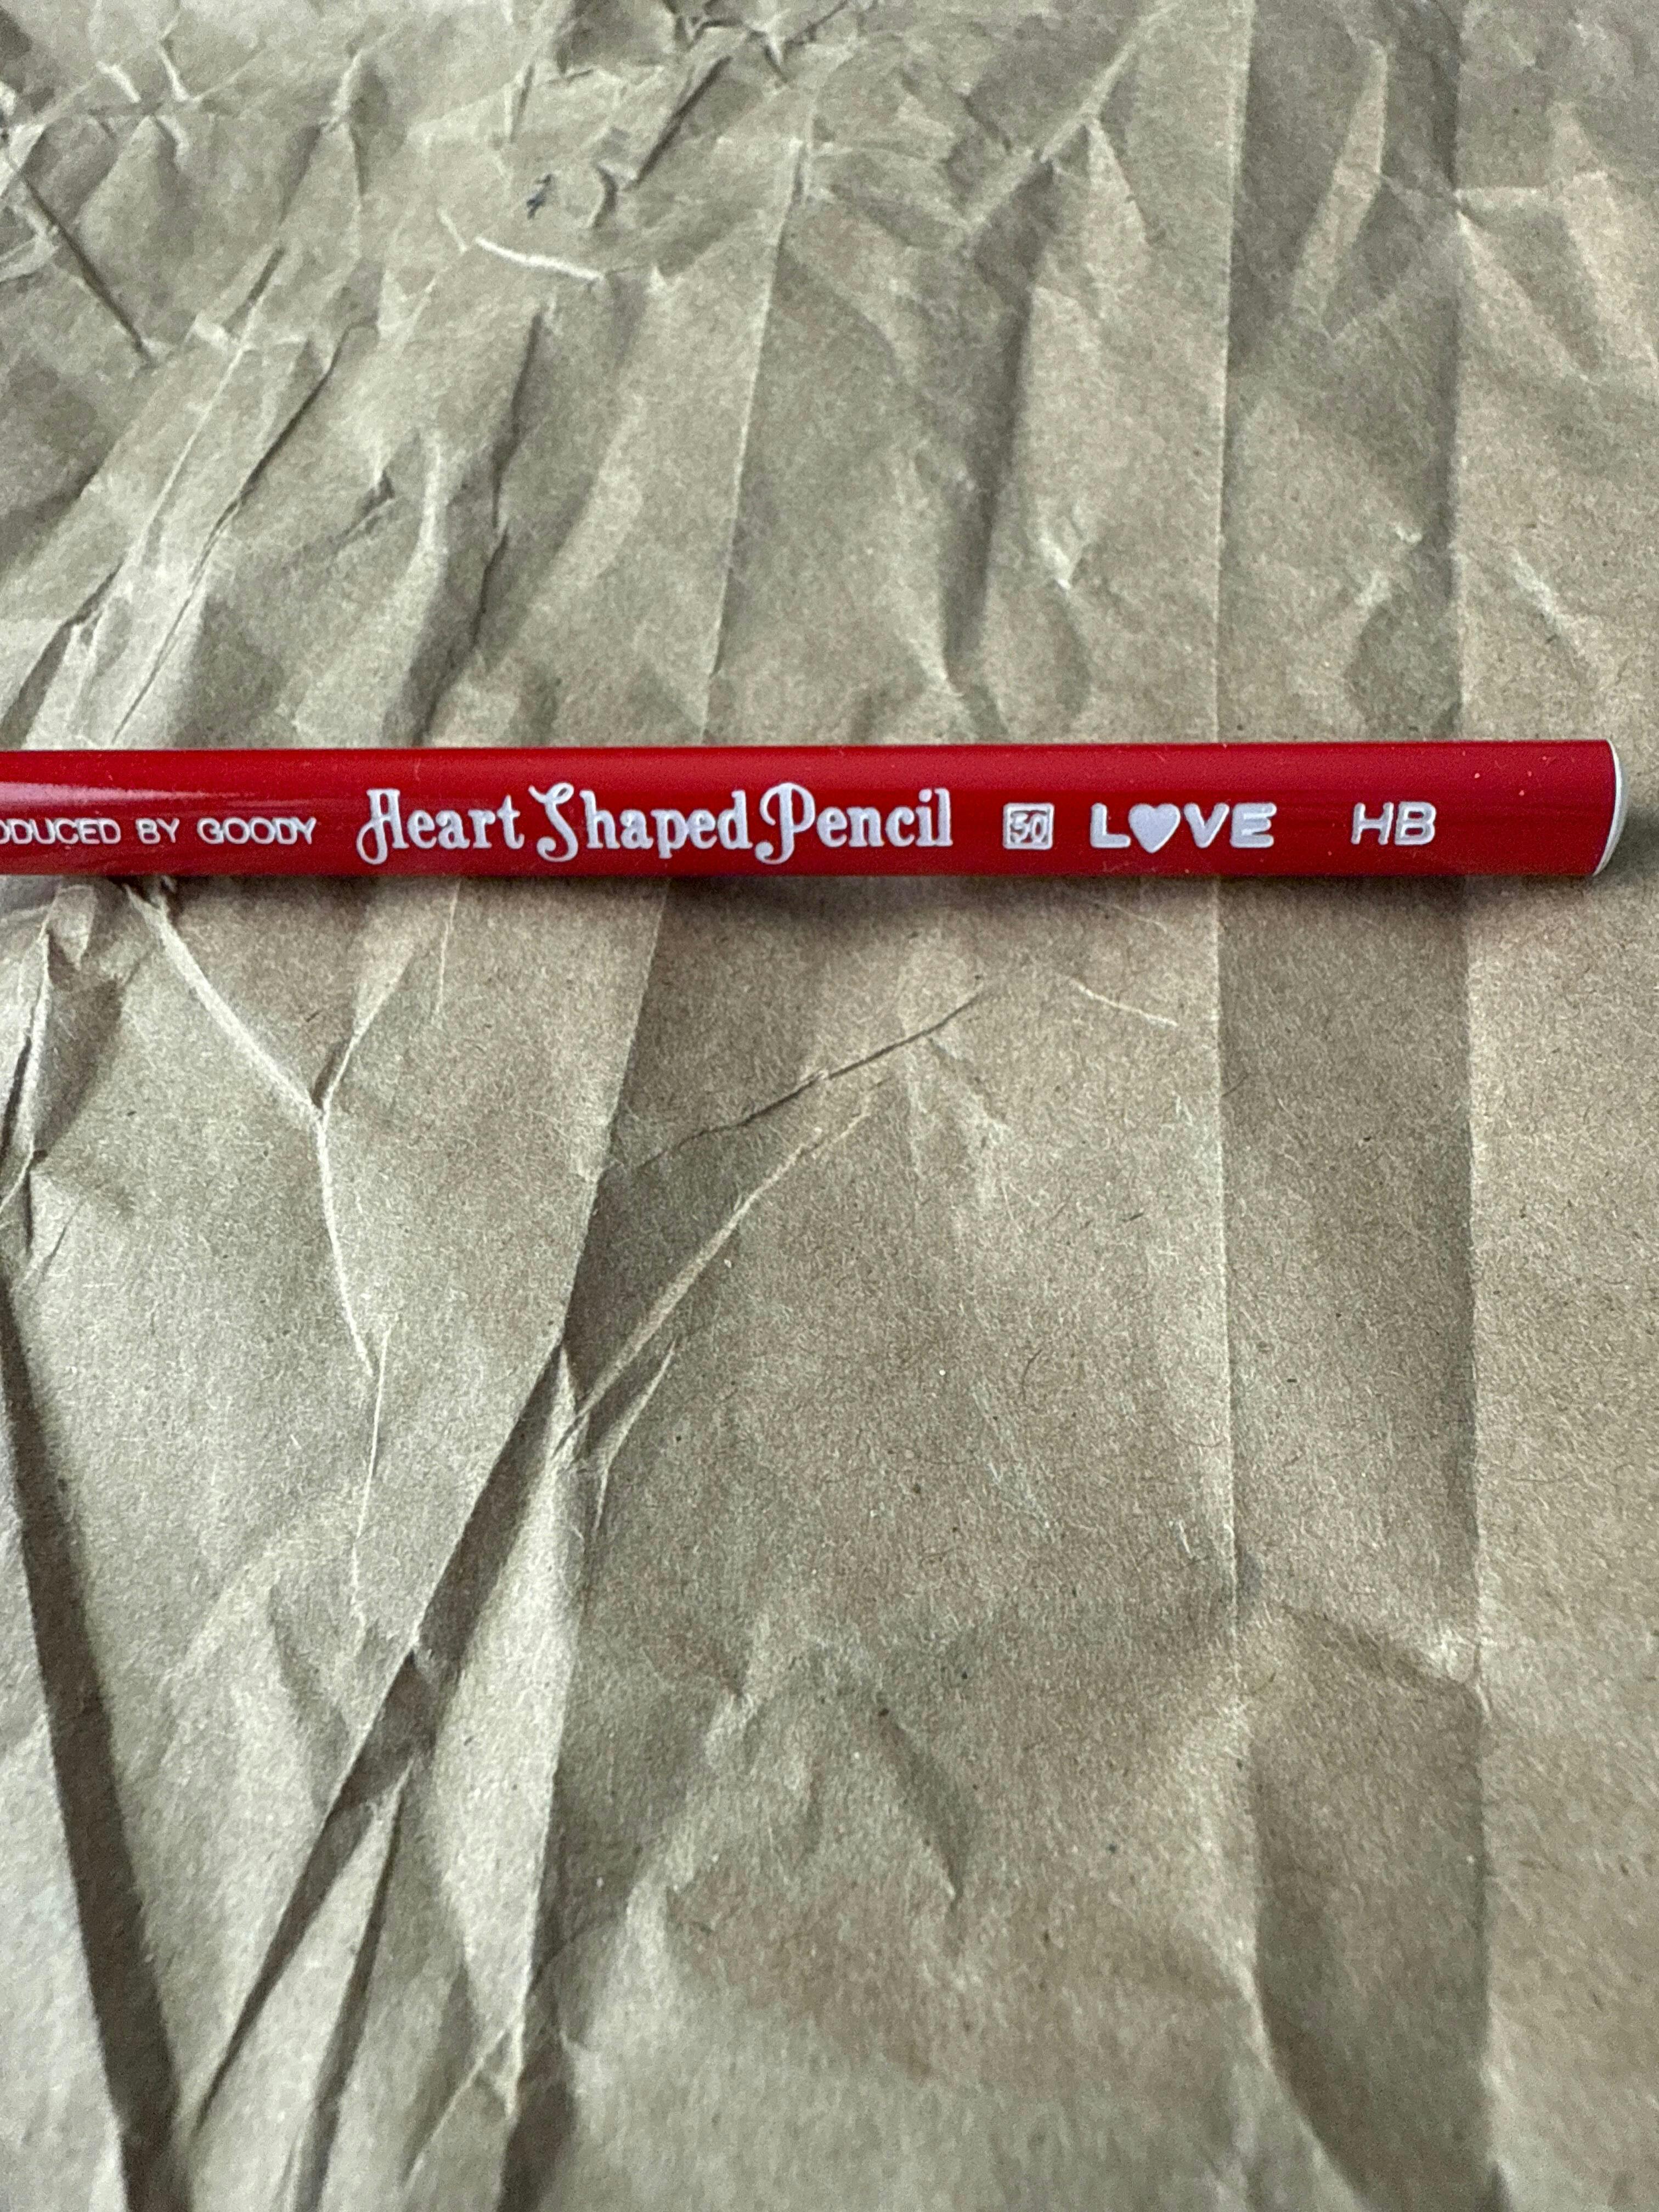 ODUCED BY GOODY Heart Shaped Pencil 50 L♥VE HB